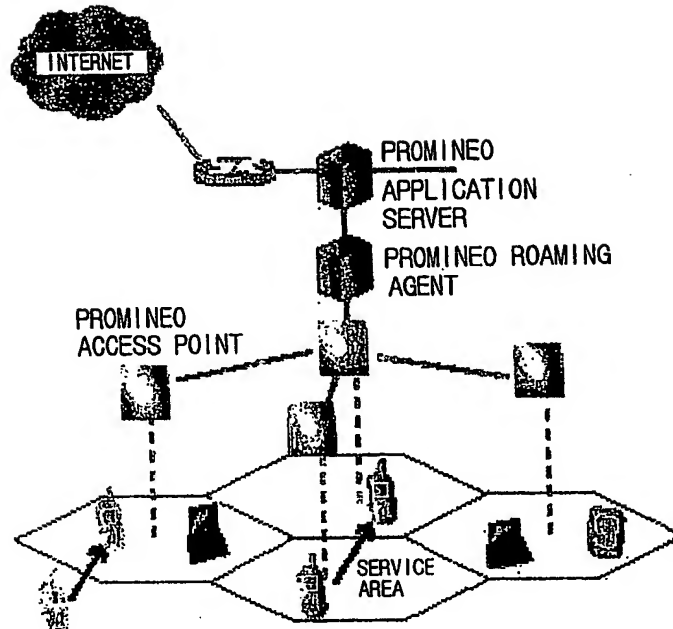 INTERNET
PROMINEO
APPLICATION
SERVER
PROMINEO ROAMING
AGENT
PROMINEO
ACCESS POINT
SERVICE
AREA